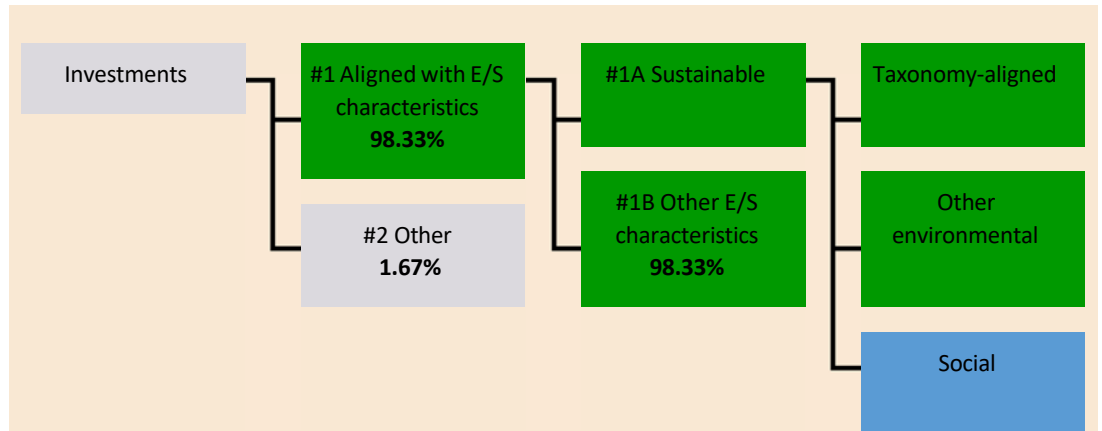 Investments
#1 Aligned with E/S
characteristics
98.33%
#2 Other
1.67%
#1A Sustainable
#1B Other E/S
characteristics
98.33%
Taxonomy-aligned
Other
environmental
Social